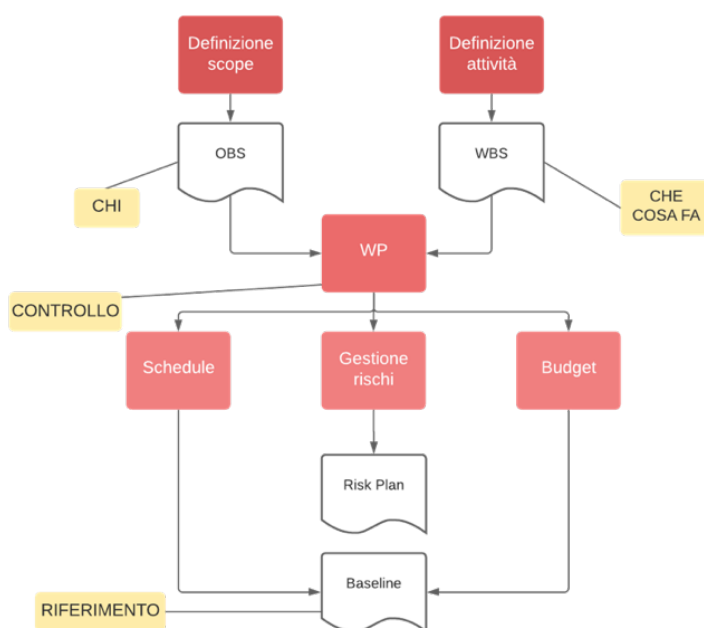 Definizione
scope
Definizione
attività
OBS
WBS
CHI
CHE
COSA FA
WP
CONTROLLO
Schedule
Gestione
rischi
Budget
Risk Plan
Baseline
RIFERIMENTO